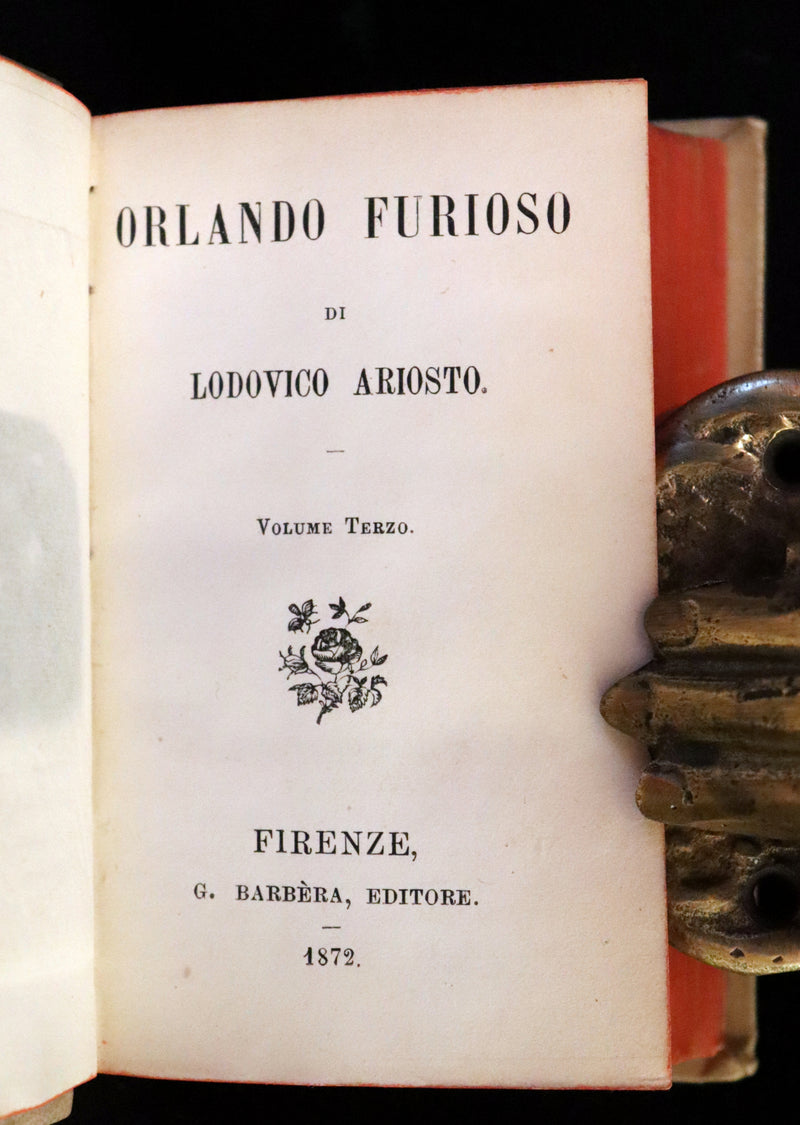 ORLANDO FURIOSO
DI
LODOVICO ARIOSTO.
VOLUME TERZO.
FIRENZE,
G. BARBÈRA, EDITORE.
1872.